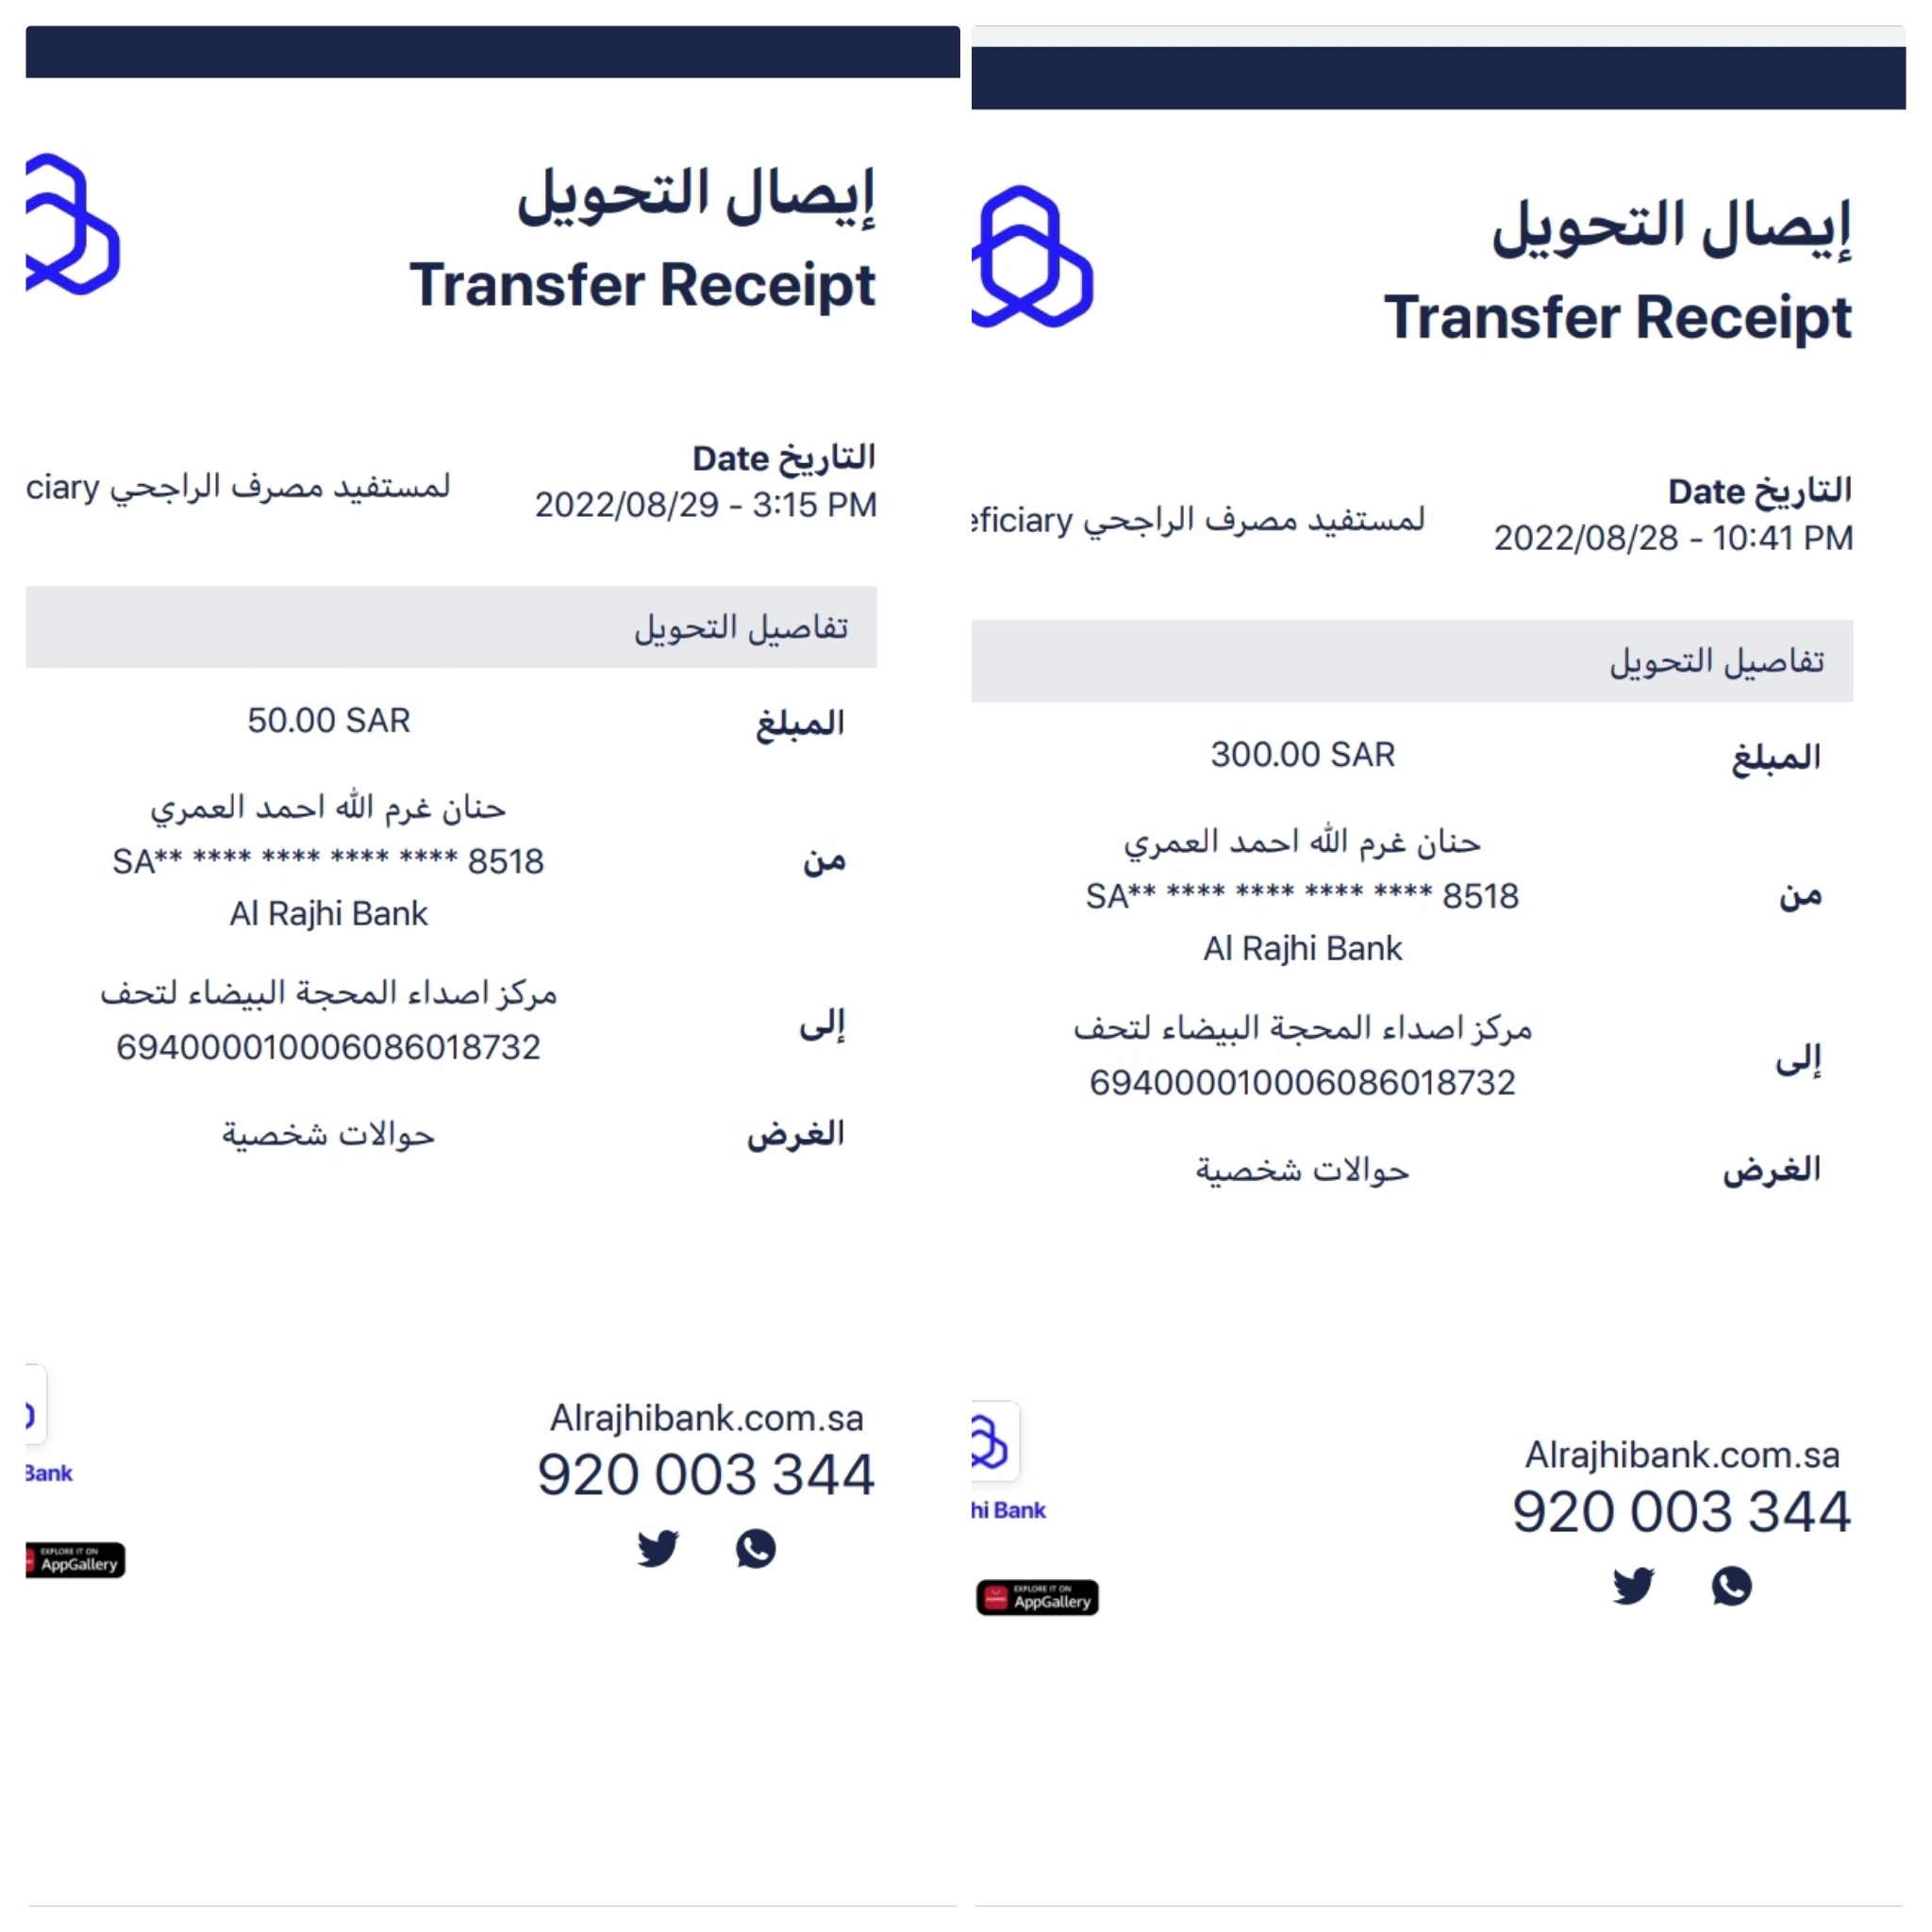 إيصال التحويل
Transfer Receipt
التاريخ Date
2022/08/29 - 3:15 PM
لمستفيد مصرف الراجحي ciary
تفاصيل التحويل
المبلغ
50.00 SAR
من
حنان غرم الله احمد العمري
SA** **** **** **** **** 8518
Al Rajhi Bank
إلى
مركز اصداء المحجة البيضاء لتحف
694000010006086018732
الغرض
حوالات شخصية
Alrajhibank.com.sa
920 003 344
Bank
EXPLORE IT ON
AppGallery
إيصال التحويل
Transfer Receipt
التاريخ Date
2022/08/28 - 10:41 PM
لمستفيد مصرف الراجحي eficiary
تفاصيل التحويل
المبلغ
300.00 SAR
من
حنان غرم الله احمد العمري
SA** **** **** **** **** 8518
Al Rajhi Bank
إلى
مركز اصداء المحجة البيضاء لتحف
694000010006086018732
الغرض
حوالات شخصية
Alrajhibank.com.sa
920 003 344
hi Bank
EXPLORE IT ON
AppGallery